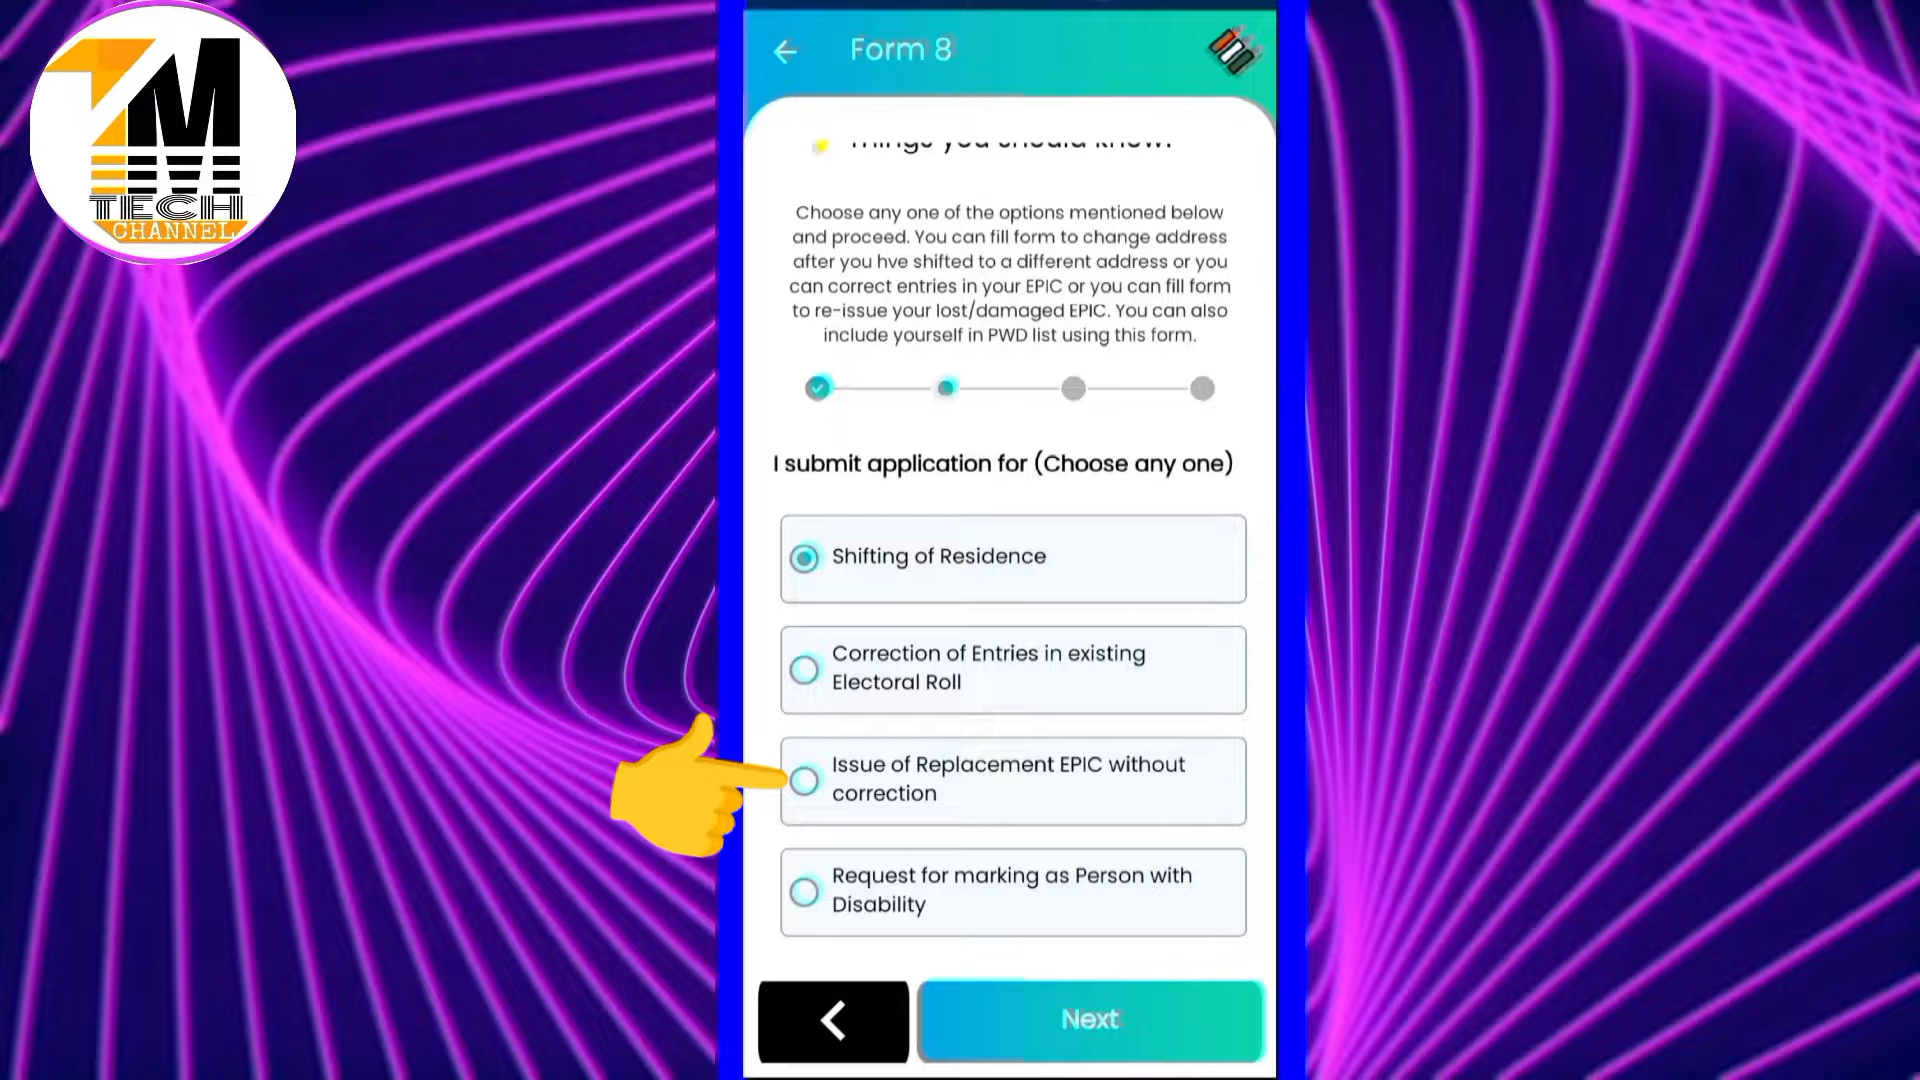 TM
TECH
CHANNEL
Form 8
Things you should know?
Choose any one of the options mentioned below
and proceed. You can fill form to change address
after you hve shifted to a different address or you
can correct entries in your EPIC or you can fill form
to re-issue your lost/damaged EPIC. You can also
include yourself in PWD list using this form.
I submit application for (Choose any one)
Shifting of Residence
Correction of Entries in existing
Electoral Roll
Issue of Replacement EPIC without
correction
Request for marking as Person with
Disability
Next